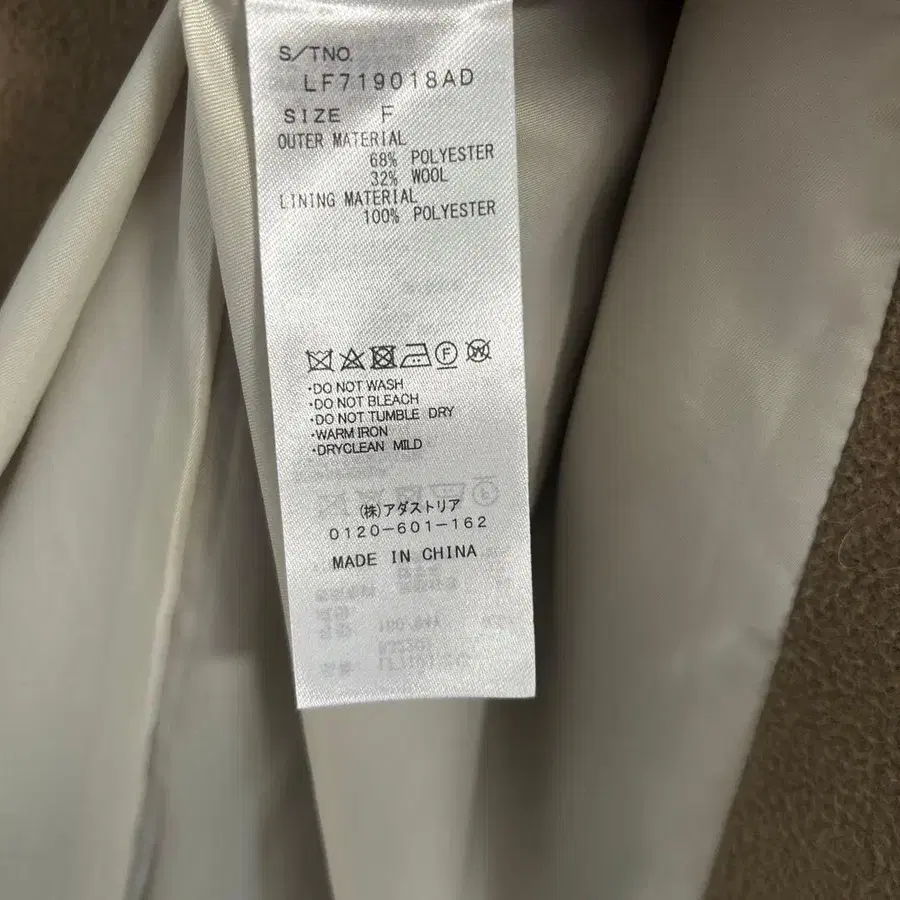 S/TNO.
LF719018AD
SIZE F
OUTER MATERIAL
68% POLYESTER
32% WOOL
LINING MATERIAL
100% POLYESTER
・DO NOT WASH
・DO NOT BLEACH
・DO NOT TUMBLE DRY
・WARM IRON
・DRYCLEAN MILD
(株)アダストリア
0120-601-162
MADE IN CHINA